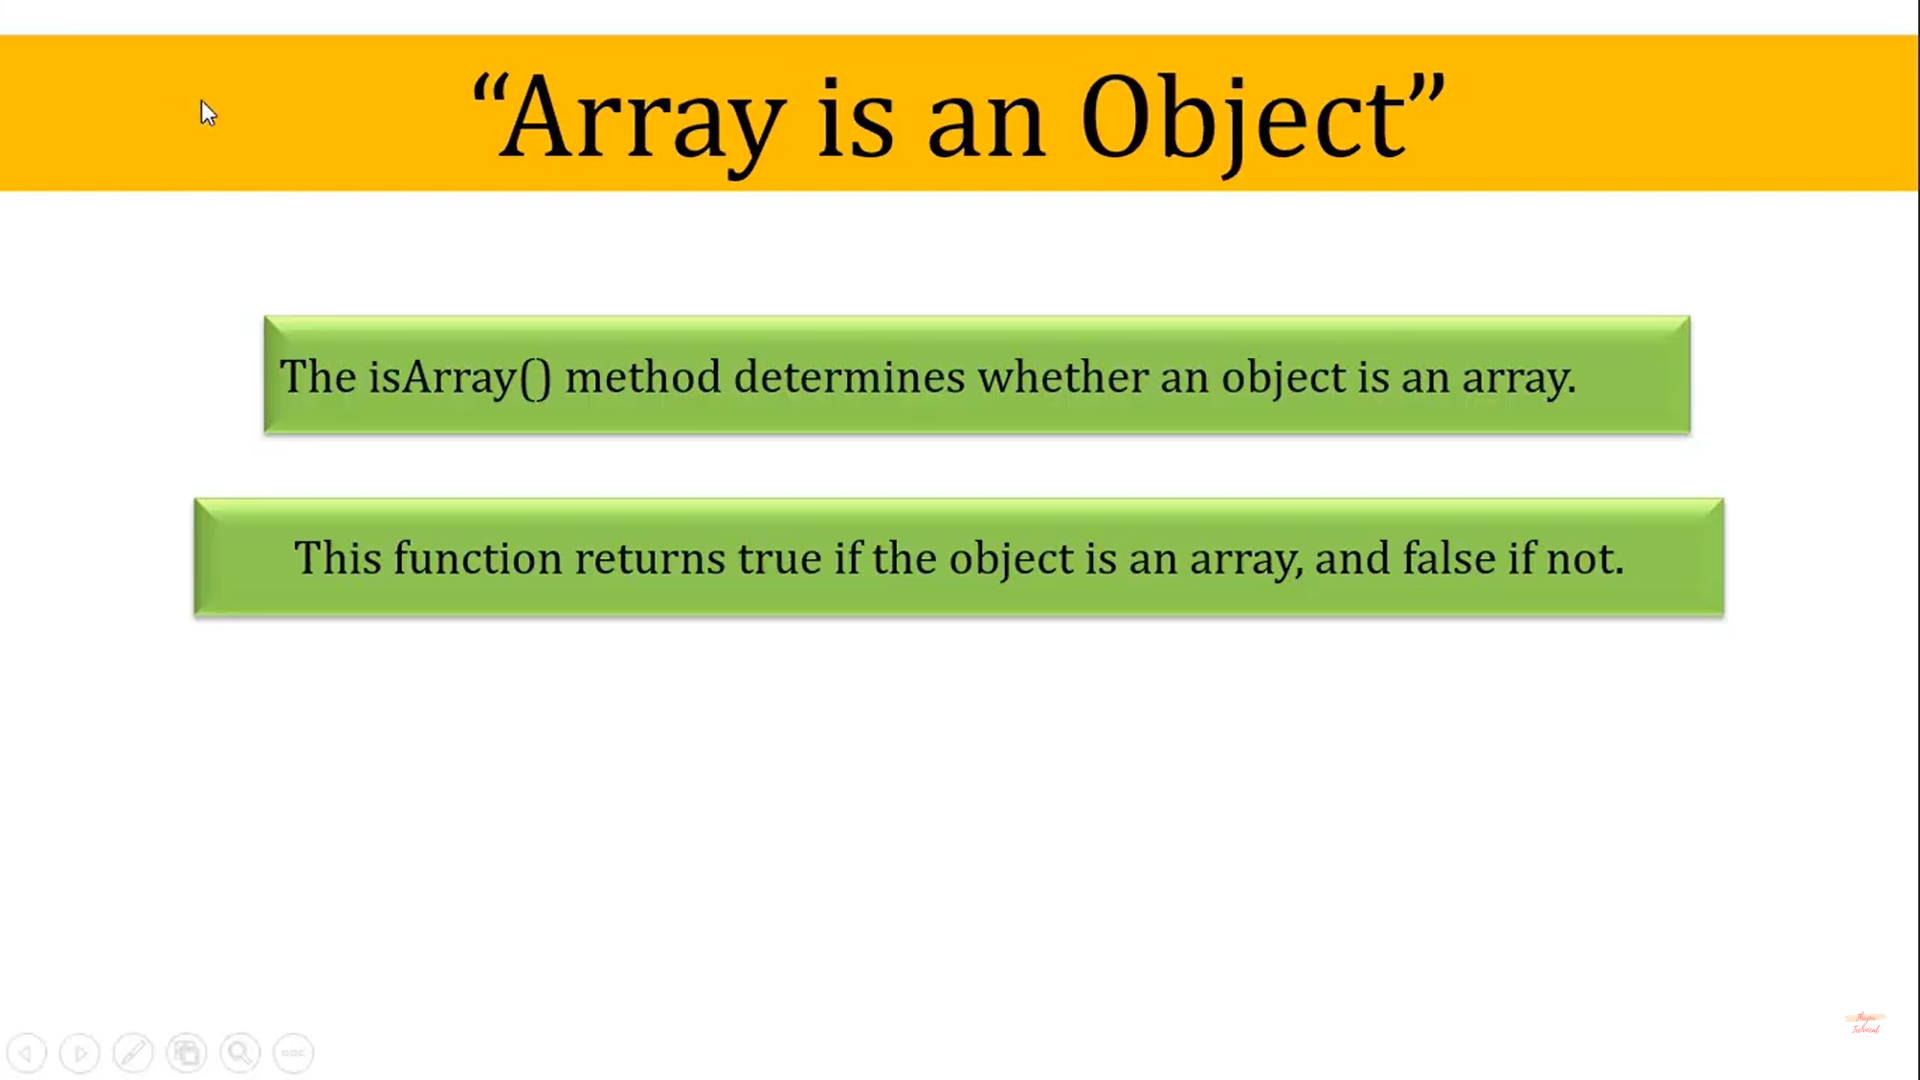 “Array is an Object”
The isArray() method determines whether an object is an array.
This function returns true if the object is an array, and false if not.
Technical